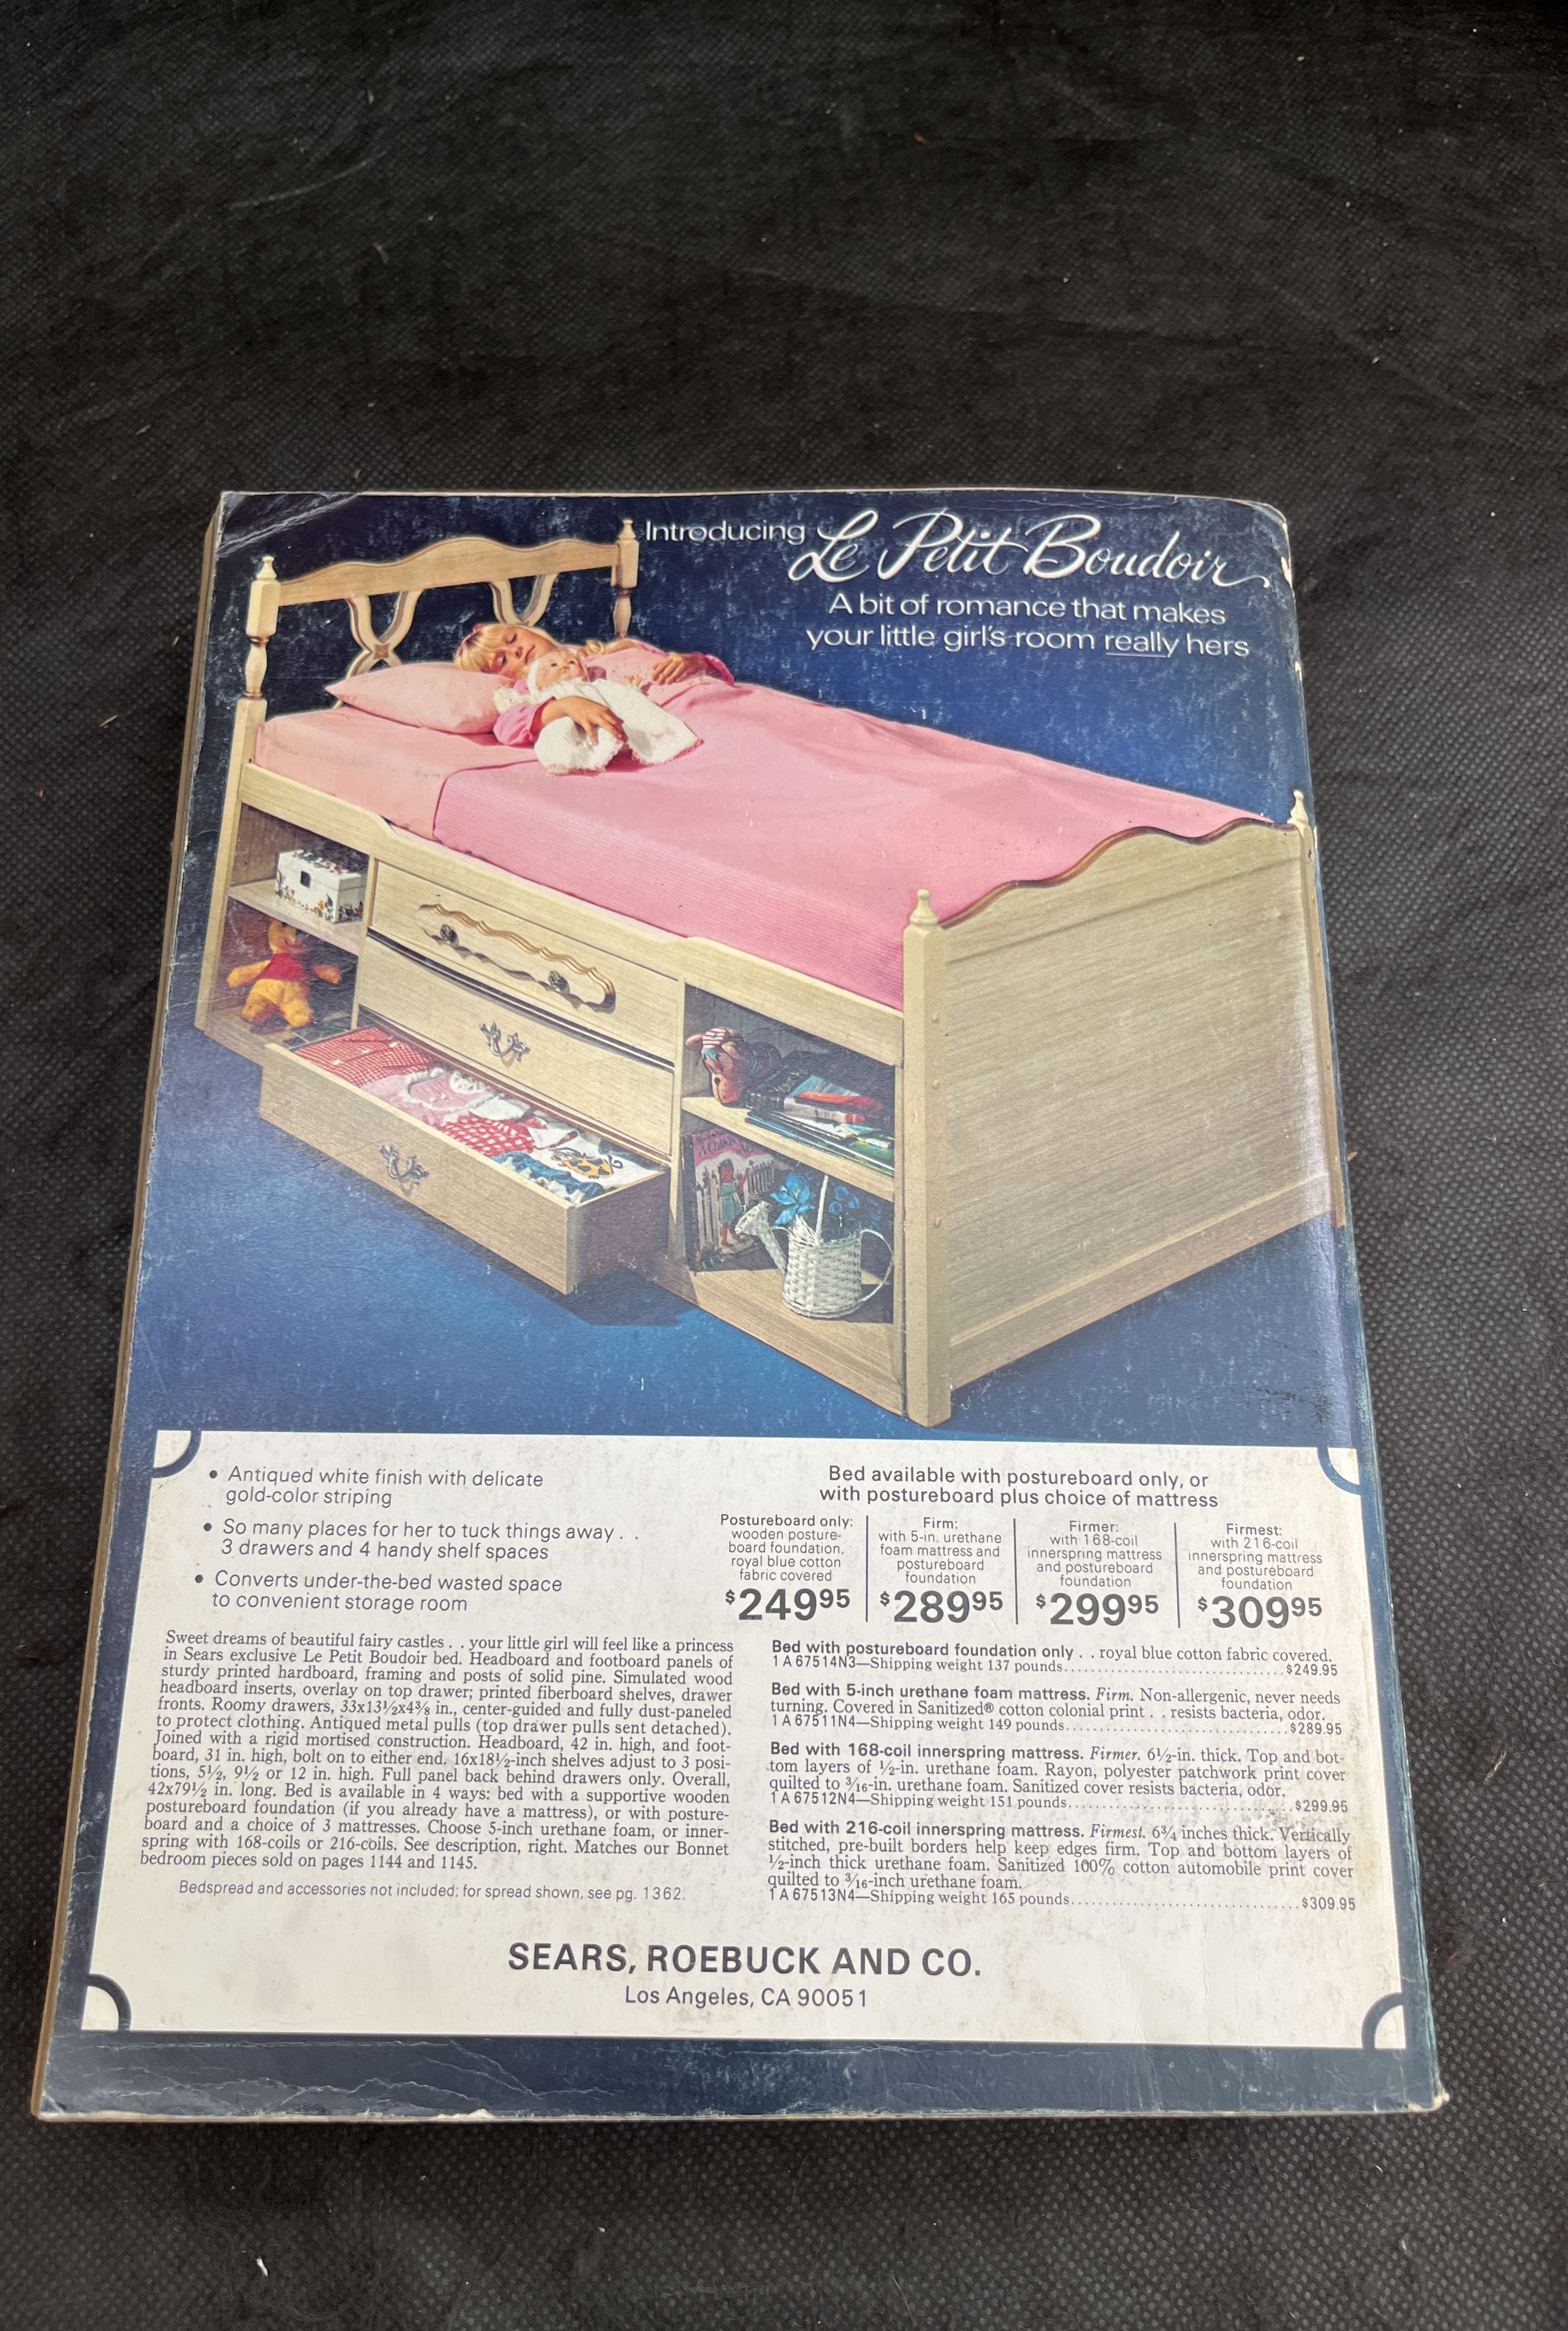 Introducing Le Petit Boudoir
A bit of romance that makes
your little girl's room really hers
• Antiqued white finish with delicate
gold-color striping
• So many places for her to tuck things away . .
3 drawers and 4 handy shelf spaces
• Converts under-the-bed wasted space
to convenient storage room
Bed available with postureboard only, or
with postureboard plus choice of mattress
Postureboard only:
wooden posture-
board foundation,
royal blue cotton
fabric covered
$249.95
Firm:
with 5-in. urethane
foam mattress and
postureboard
foundation
$289.95
Firmer:
with 168-coil
innerspring mattress
and postureboard
foundation
$299.95
Firmest:
with 216-coil
innerspring mattress
and postureboard
foundation
$309.95
Sweet dreams of beautiful fairy castles . . your little girl will feel like a princess
in Sears exclusive Le Petit Boudoir bed. Headboard and footboard panels of
sturdy printed hardboard, framing and posts of solid pine. Simulated wood
headboard inserts, overlay on top drawer; printed fiberboard shelves, drawer
fronts. Roomy drawers, 33x13½x4⅜ in., center-guided and fully dust-paneled
to protect clothing. Antiqued metal pulls (top drawer pulls sent detached).
Joined with a rigid mortised construction. Headboard, 42 in. high, and foot-
board, 31 in. high, bolt on to either end. 16x18½-inch shelves adjust to 3 posi-
tions, 5½, 9½ or 12 in. high. Full panel back behind drawers only. Overall,
42x79½ in. long. Bed is available in 4 ways: bed with a supportive wooden
postureboard foundation (if you already have a mattress), or with posture-
board and a choice of 3 mattresses. Choose 5-inch urethane foam, or inner-
spring with 168-coils or 216-coils. See description, right. Matches our Bonnet
bedroom pieces sold on pages 1144 and 1145.
Bedspread and accessories not included; for spread shown, see pg. 1362.
Bed with postureboard foundation only . . royal blue cotton fabric covered.
1 A 67514N3—Shipping weight 137 pounds..............................$249.95
Bed with 5-inch urethane foam mattress. Firm. Non-allergenic, never needs
turning. Covered in Sanitized® cotton colonial print . . resists bacteria, odor.
1 A 67511N4—Shipping weight 149 pounds..............................$289.95
Bed with 168-coil innerspring mattress. Firmer. 6½-in. thick. Top and bot-
tom layers of ½-in. urethane foam. Rayon, polyester patchwork print cover
quilted to 3/16-in. urethane foam. Sanitized cover resists bacteria, odor.
1 A 67512N4—Shipping weight 151 pounds..............................$299.95
Bed with 216-coil innerspring mattress. Firmest. 6¾ inches thick. Vertically
stitched, pre-built borders help keep edges firm. Top and bottom layers of
½-inch thick urethane foam. Sanitized 100% cotton automobile print cover
quilted to 3/16-inch urethane foam.
1 A 67513N4—Shipping weight 165 pounds..............................$309.95
SEARS, ROEBUCK AND CO.
Los Angeles, CA 90051